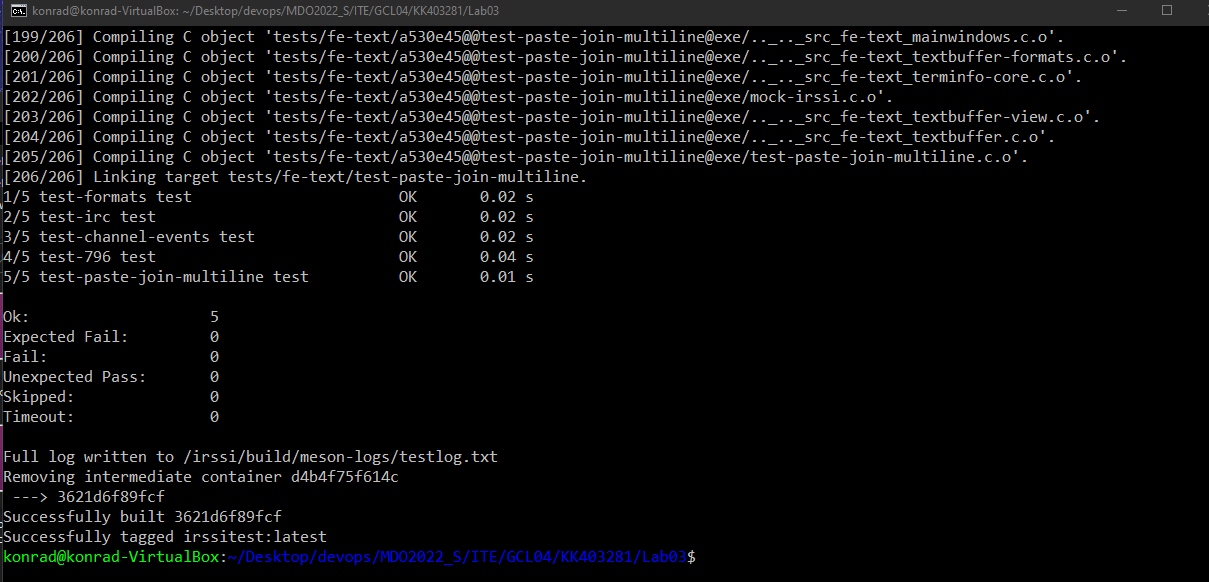 konrad@konrad-VirtualBox: ~/Desktop/devops/MDO2022_S/ITE/GCL04/KK403281/Lab03
[199/206] Compiling C object 'tests/fe-text/a530e45@@test-paste-join-multiline@exe/.._.._src_fe-text_mainwindows.c.o'.
[200/206] Compiling C object 'tests/fe-text/a530e45@@test-paste-join-multiline@exe/.._.._src_fe-text_textbuffer-formats.c.o'.
[201/206] Compiling C object 'tests/fe-text/a530e45@@test-paste-join-multiline@exe/.._.._src_fe-text_terminfo-core.c.o'.
[202/206] Compiling C object 'tests/fe-text/a530e45@@test-paste-join-multiline@exe/mock-irssi.c.o'.
[203/206] Compiling C object 'tests/fe-text/a530e45@@test-paste-join-multiline@exe/.._.._src_fe-text_textbuffer-view.c.o'.
[204/206] Compiling C object 'tests/fe-text/a530e45@@test-paste-join-multiline@exe/.._.._src_fe-text_textbuffer.c.o'.
[205/206] Compiling C object 'tests/fe-text/a530e45@@test-paste-join-multiline@exe/test-paste-join-multiline.c.o'.
[206/206] Linking target tests/fe-text/test-paste-join-multiline.
1/5 test-formats test OK 0.02 s
2/5 test-irc test OK 0.02 s
3/5 test-channel-events test OK 0.02 s
4/5 test-796 test OK 0.04 s
5/5 test-paste-join-multiline test OK 0.01 s
Ok: 5
Expected Fail: 0
Fail: 0
Unexpected Pass: 0
Skipped: 0
Timeout: 0
Full log written to /irssi/build/meson-logs/testlog.txt
Removing intermediate container d4b4f75f614c
---> 3621d6f89fcf
Successfully built 3621d6f89fcf
Successfully tagged irssitest:latest
konrad@konrad-VirtualBox:~/Desktop/devops/MDO2022_S/ITE/GCL04/KK403281/Lab03$